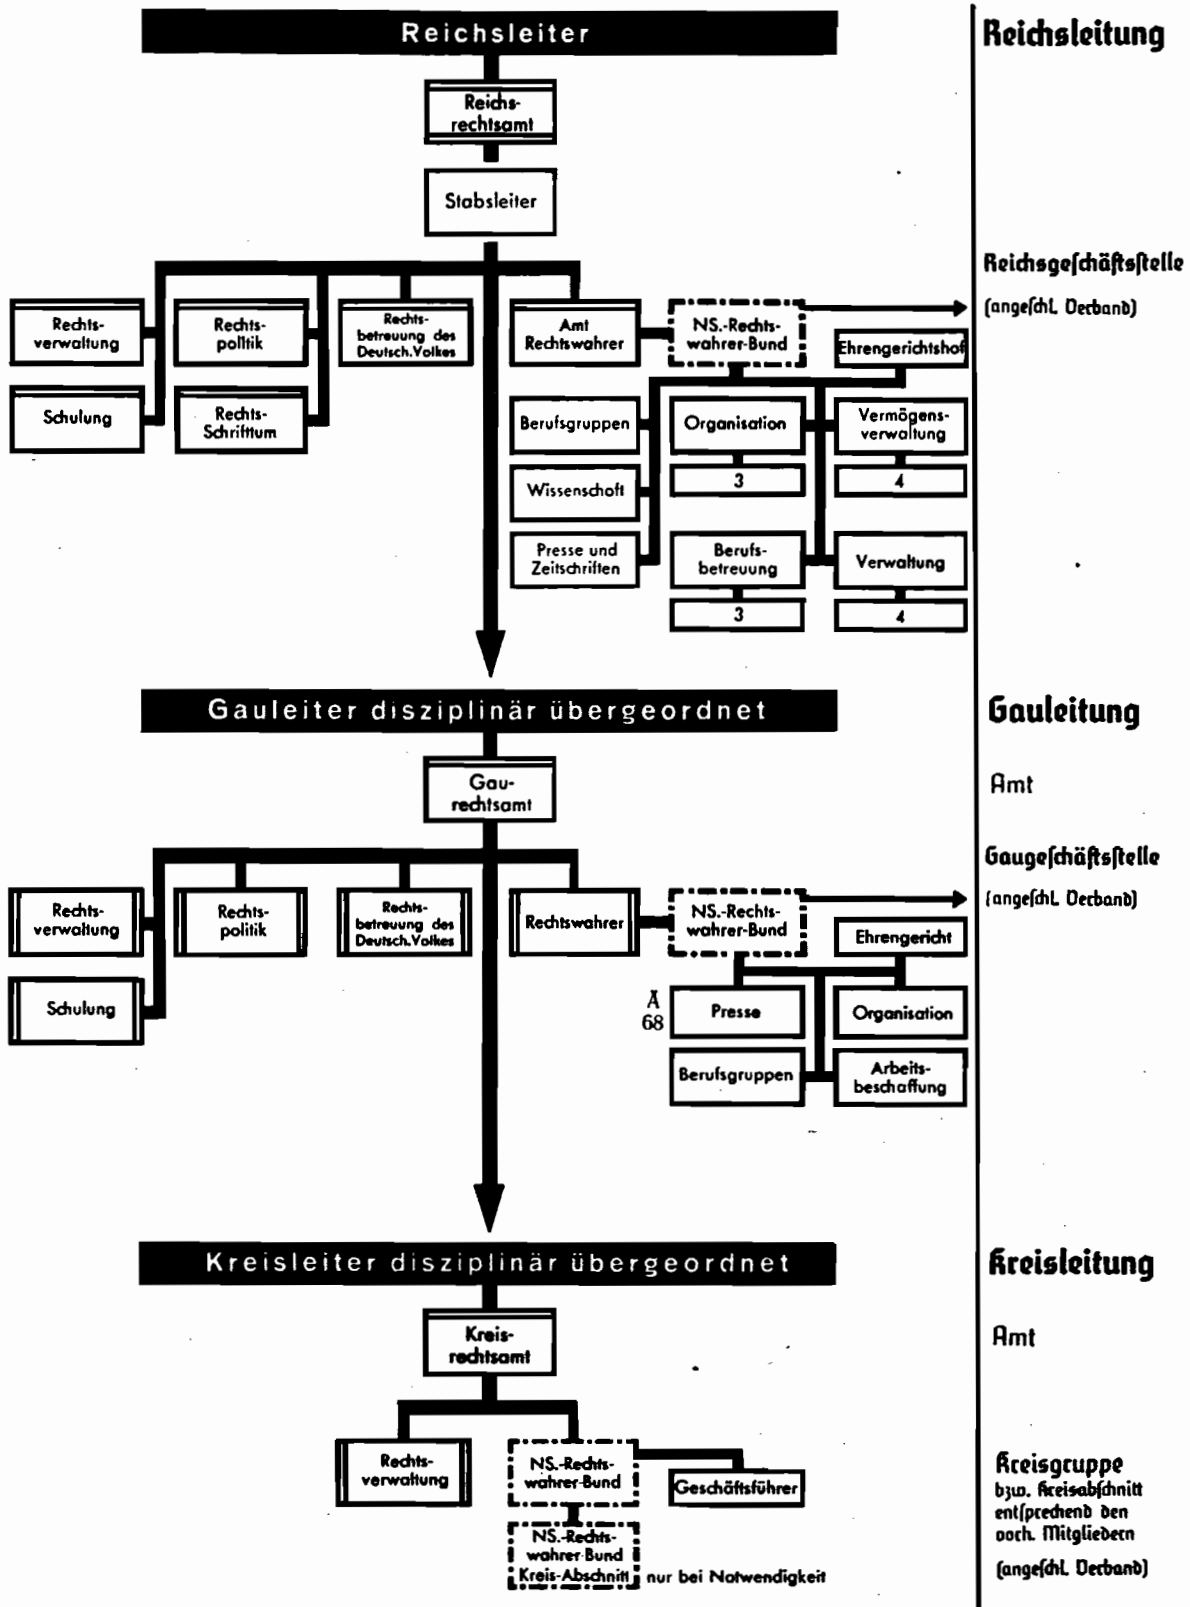 Reichsleiter
Reichsleitung
Reichs-
rechtsamt
Stabsleiter
Reichsgeschäftsstelle
(angeschl. Verband)
Rechts-
verwaltung
Rechts-
politik
Rechts-
betreuung des
Deutsch. Volkes
Amt
Rechtswahrer
NS.-Rechts-
wahrer-Bund
Ehrengerichtshof
Schulung
Rechts-
Schrifttum
Berufsgruppen
Organisation
3
Vermögens-
verwaltung
4
Wissenschaft
Presse und
Zeitschriften
Berufs-
betreuung
3
Verwaltung
4
Gauleiter disziplinär übergeordnet
Gauleitung
Gau-
rechtsamt
Amt
Gaugeschäftsstelle
(angeschl. Verband)
Rechts-
verwaltung
Rechts-
politik
Rechts-
betreuung des
Deutsch. Volkes
Rechtswahrer
NS.-Rechts-
wahrer-Bund
Ehrengericht
Schulung
Ä
68
Presse
Organisation
Berufsgruppen
Arbeits-
beschaffung
Kreisleiter disziplinär übergeordnet
Kreisleitung
Kreis-
rechtsamt
Amt
Rechts-
verwaltung
NS.-Rechts-
wahrer-Bund
Geschäftsführer
NS.-Rechts-
wahrer-Bund
Kreis-Abschnitt
nur bei Notwendigkeit
Kreisgruppe
bzw. Kreisabschnitt
entsprechend den
vorh. Mitgliedern
(angeschl. Verband)